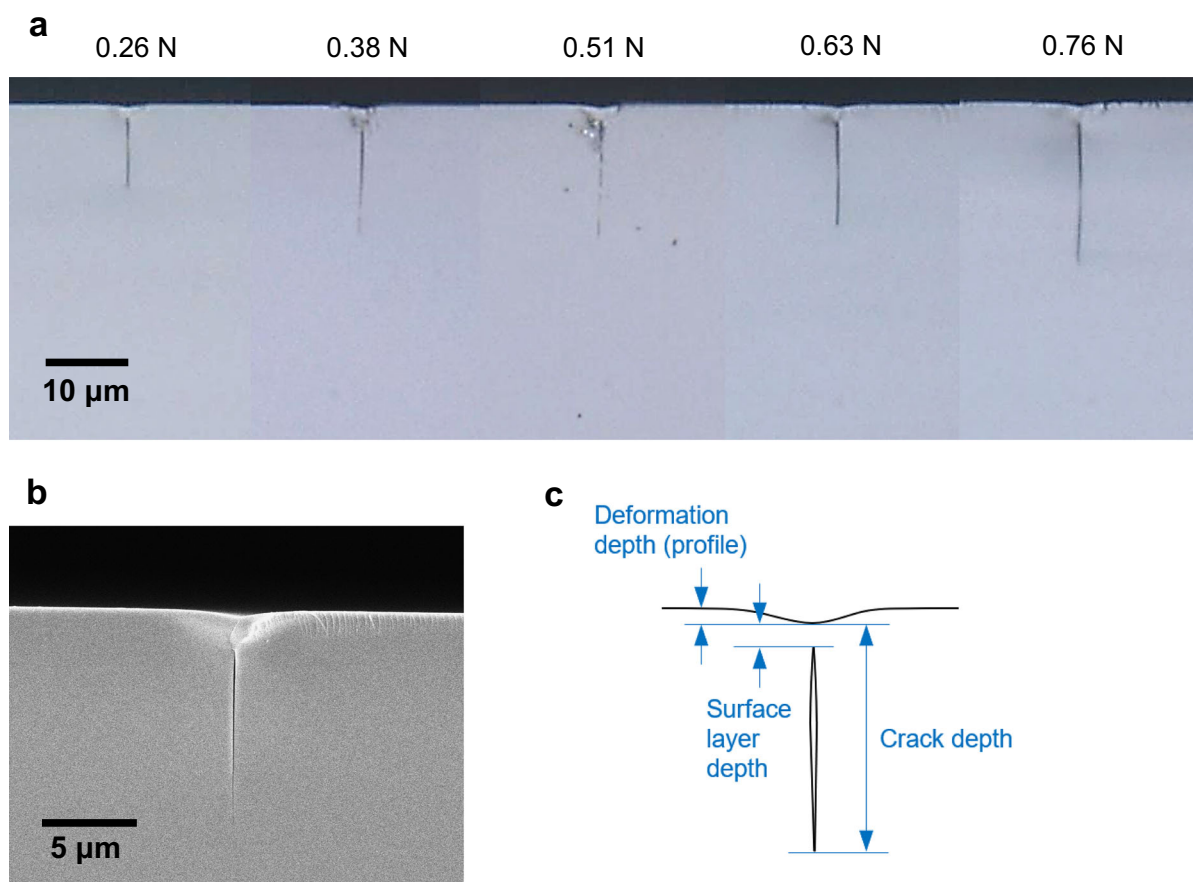 a
0.26 N 0.38 N 0.51 N 0.63 N 0.76 N
10 µm
b
5 µm
c
Deformation
depth (profile)
Surface
layer
depth
Crack depth